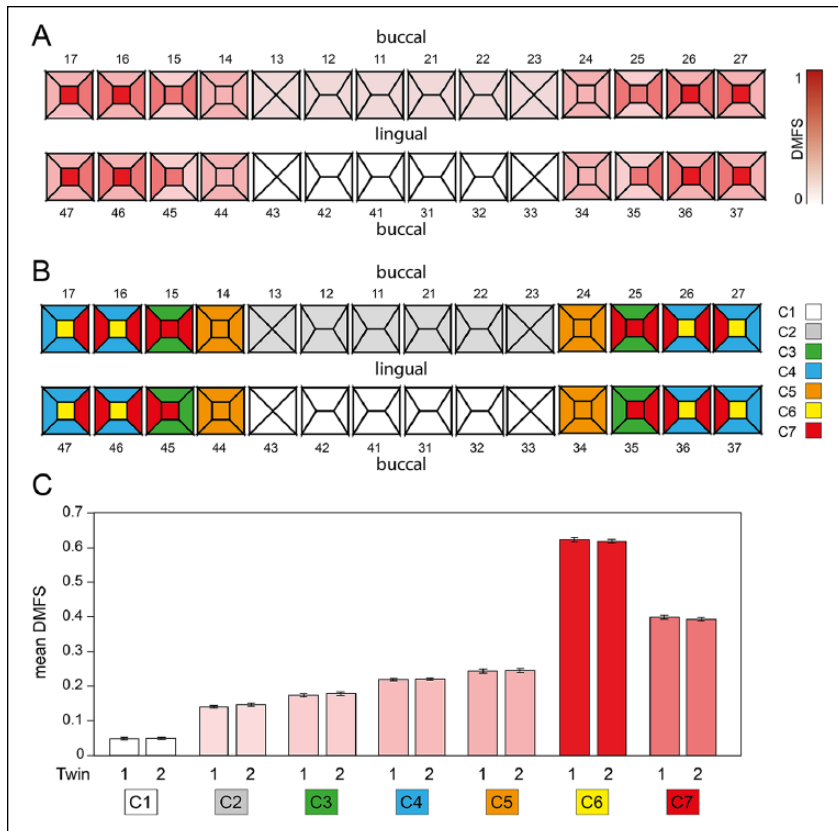 A
buccal
17 16 15 14 13 12 11 21 22 23 24 25 26 27
lingual
47 46 45 44 43 42 41 31 32 33 34 35 36 37
buccal
1
DMFS
0
B
buccal
17 16 15 14 13 12 11 21 22 23 24 25 26 27
lingual
47 46 45 44 43 42 41 31 32 33 34 35 36 37
buccal
C1
C2
C3
C4
C5
C6
C7
C
mean DMFS
0.7
0.6
0.5
0.4
0.3
0.2
0.1
0
Twin 1 2 1 2 1 2 1 2 1 2 1 2 1 2
C1 C2 C3 C4 C5 C6 C7